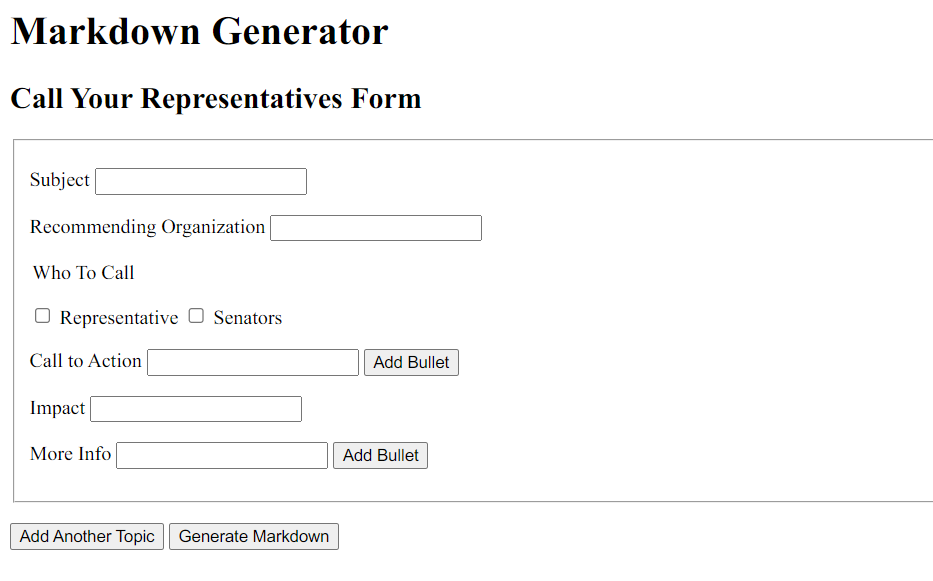 Markdown Generator
Call Your Representatives Form
Subject
Recommending Organization
Who To Call
Representative Senators
Call to Action Add Bullet
Impact
More Info Add Bullet
Add Another Topic Generate Markdown